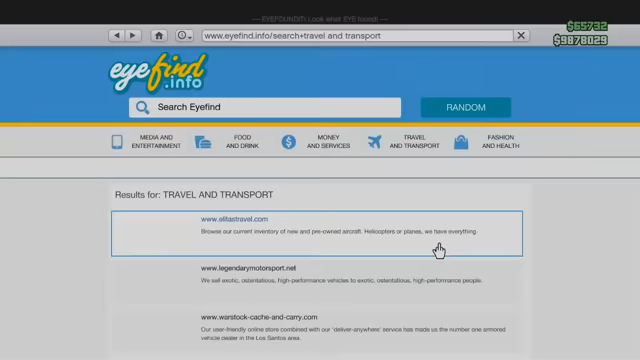 — EYEFOUNDIT! Look what EYE found! —
www.eyefind.info/search+travel and transport
$65732
$9878029
eyefind
.info
Search Eyefind
RANDOM
MEDIA AND
ENTERTAINMENT
FOOD
AND DRINK
MONEY
AND SERVICES
TRAVEL
AND TRANSPORT
FASHION
AND HEALTH
Results for: TRAVEL AND TRANSPORT
www.elitastravel.com
Browse our current inventory of new and pre-owned aircraft. Helicopters or planes, we have everything.
www.legendarymotorsport.net
We sell exotic, ostentatious, high-performance vehicles to exotic, ostentatious, high-performance people.
www.warstock-cache-and-carry.com
Our user-friendly online store combined with our 'deliver-anywhere' service has made us the number one armored
vehicle dealer in the Los Santos area.